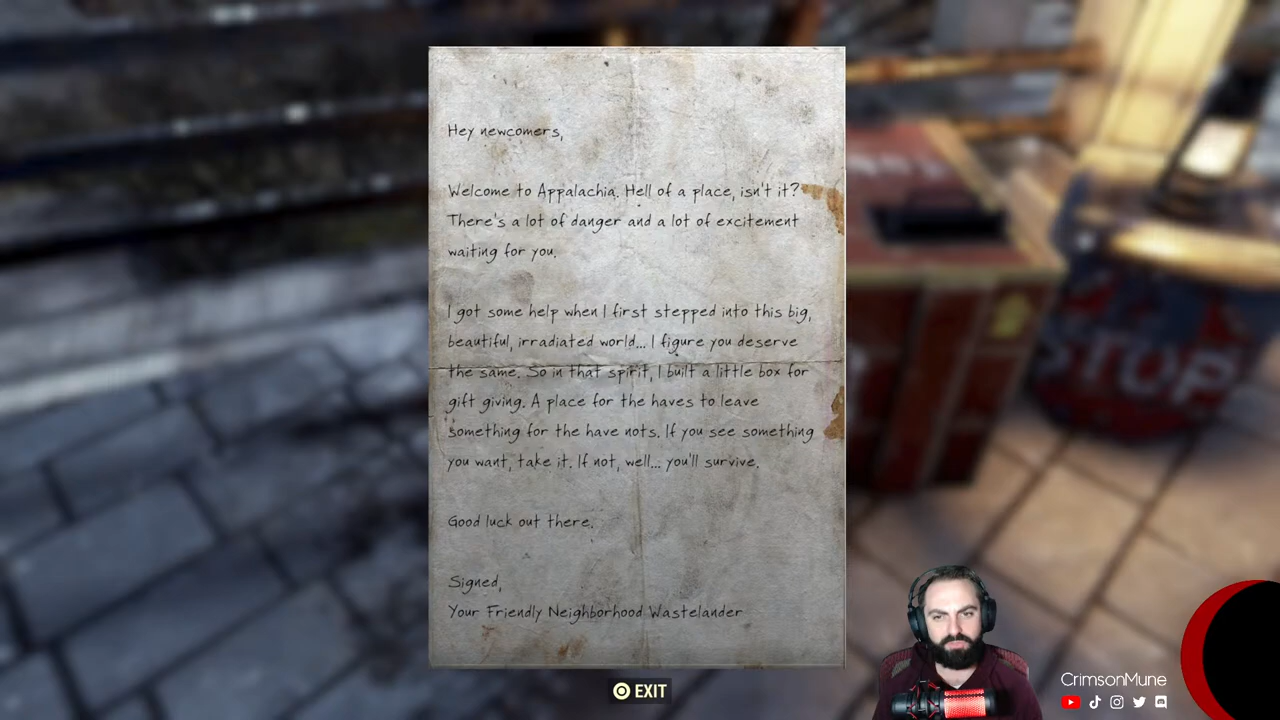 Hey newcomers,
Welcome to Appalachia. Hell of a place, isn't it?
There's a lot of danger and a lot of excitement
waiting for you.
I got some help when I first stepped into this big,
beautiful, irradiated world... I figure you deserve
the same. So in that spirit, I built a little box for
gift giving. A place for the haves to leave
something for the have nots. If you see something
you want, take it. If not, well... you'll survive.
Good luck out there.
Signed,
Your Friendly Neighborhood Wastelander
STOP
EXIT
CrimsonMune